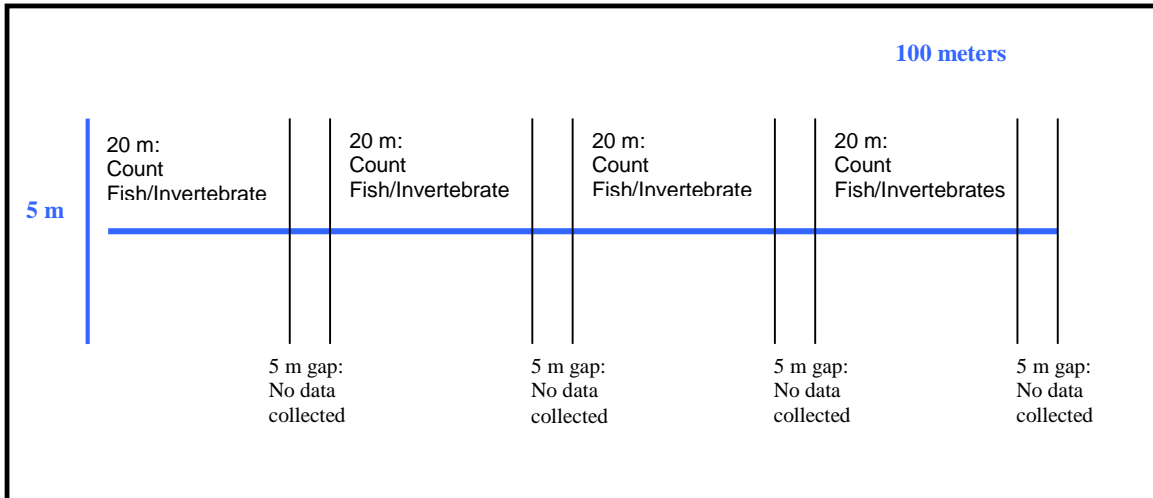 100 meters
20 m:
Count
Fish/Invertebrate
20 m:
Count
Fish/Invertebrate
20 m:
Count
Fish/Invertebrate
20 m:
Count
Fish/Invertebrates
5 m
5 m gap:
No data
collected
5 m gap:
No data
collected
5 m gap:
No data
collected
5 m gap:
No data
collected